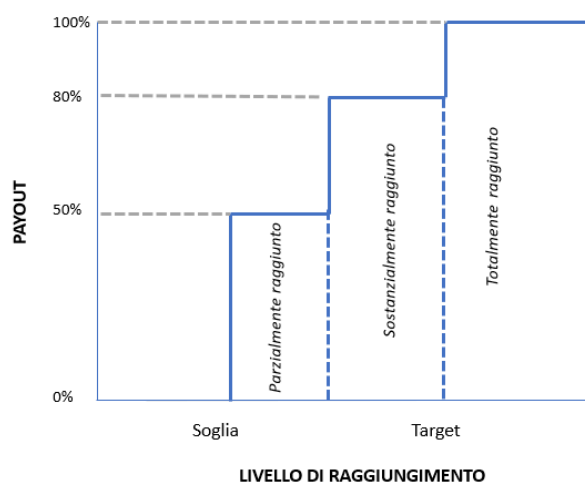 100%
80%
50%
0%
PAYOUT
Parzialmente raggiunto
Sostanzialmente raggiunto
Totalmente raggiunto
Soglia
Target
LIVELLO DI RAGGIUNGIMENTO